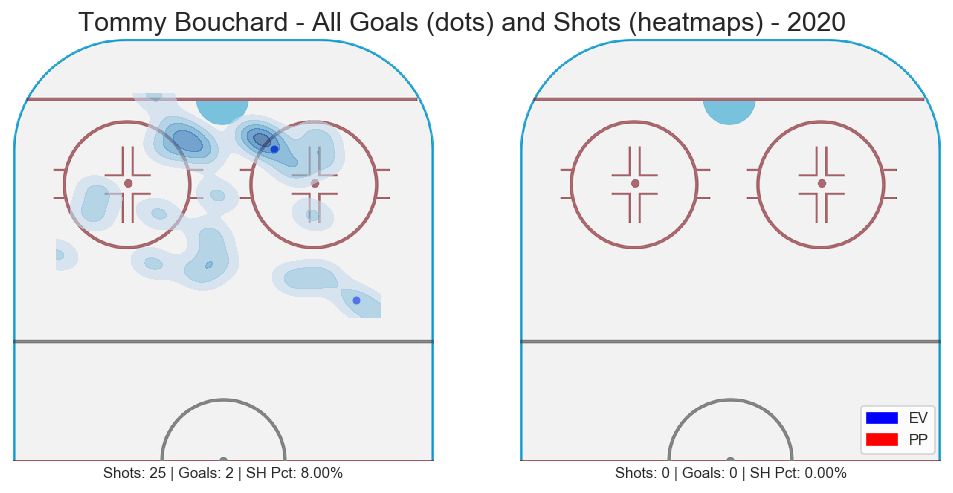 Tommy Bouchard - All Goals (dots) and Shots (heatmaps) - 2020
EV
PP
Shots: 25 | Goals: 2 | SH Pct: 8.00%
Shots: 0 | Goals: 0 | SH Pct: 0.00%